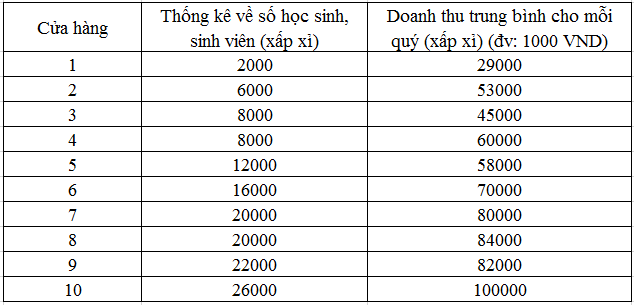 Cửa hàng Thống kê về số học sinh, sinh viên (xấp xỉ) Doanh thu trung bình cho mỗi quý (xấp xỉ) (đv: 1000 VND)
1 2000 29000
2 6000 53000
3 8000 45000
4 8000 60000
5 12000 58000
6 16000 70000
7 20000 80000
8 20000 84000
9 22000 82000
10 26000 100000